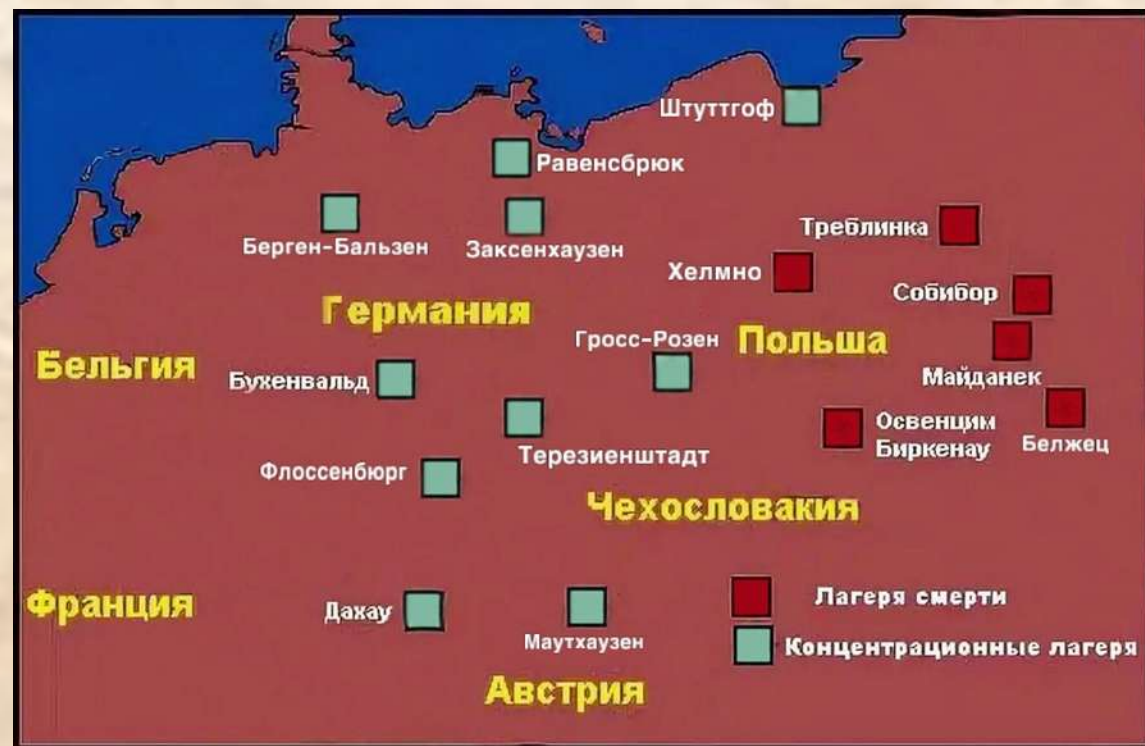 Штуттгоф
Равенсбрюк
Берген-Бальзен
Заксенхаузен
Треблинка
Хелмно
Собибор
Германия
Гросс-Розен
Польша
Бельгия
Бухенвальд
Майданек
Освенцим
Биркенау
Белжец
Терезиенштадт
Флоссенбюрг
Чехословакия
Франция
Дахау
Маутхаузен
Лагеря смерти
Концентрационные лагеря
Австрия